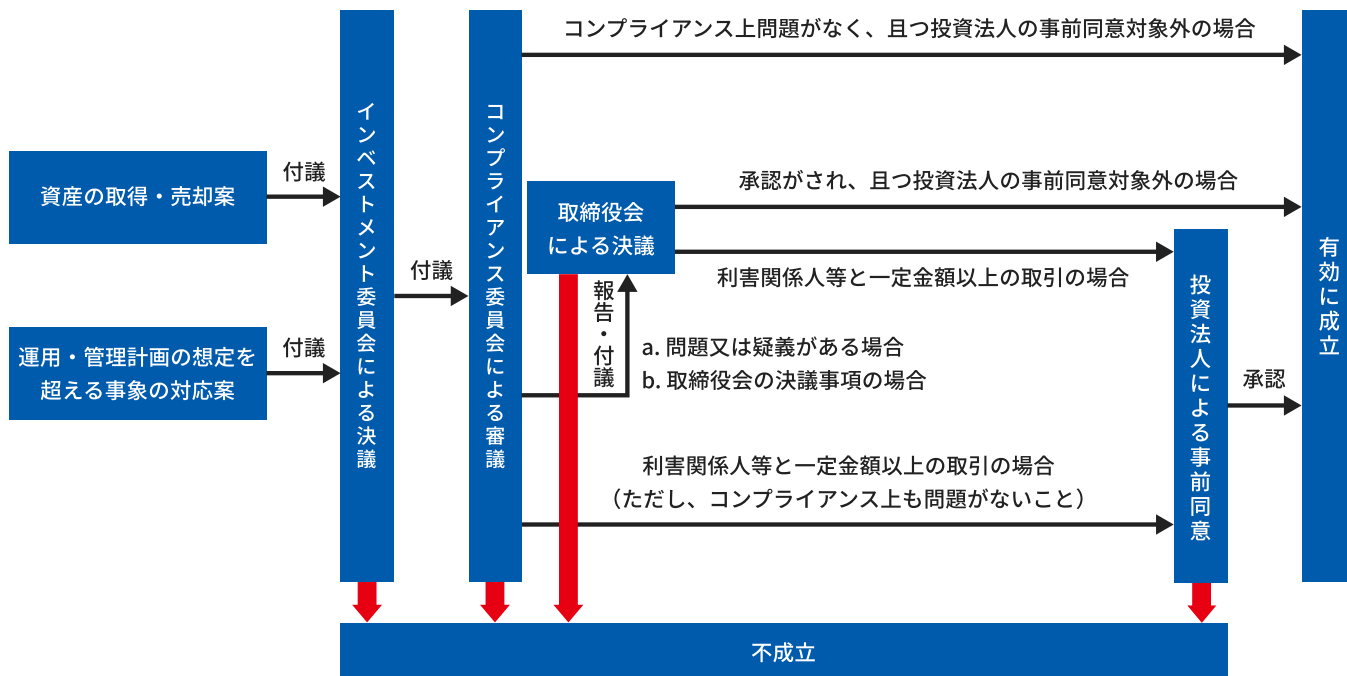 資産の取得・売却案
運用・管理計画の想定を
超える事象の対応案
付議
付議
インベストメント委員会による決議
付議
コンプライアンス委員会による審議
コンプライアンス上問題がなく、且つ投資法人の事前同意対象外の場合
取締役会
による決議
承認がされ、且つ投資法人の事前同意対象外の場合
利害関係人等と一定金額以上の取引の場合
報告・付議
a. 問題又は疑義がある場合
b. 取締役会の決議事項の場合
利害関係人等と一定金額以上の取引の場合
（ただし、コンプライアンス上も問題がないこと）
投資法人による事前同意
承認
有効に成立
不成立